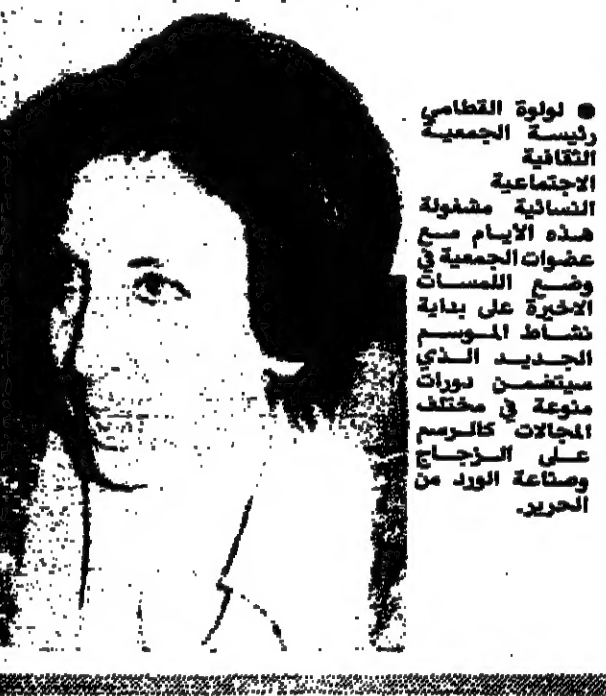 ● لولوة القطامي
رئيسة الجمعية
الثقافية
الاجتماعية
النسائية مشغولة
هذه الايام مع
عضوات الجمعية في
وضع اللمسات
الاخيرة على بداية
نشاط الموسم
الجديد الذي
سيتضمن دورات
منوعة في مختلف
المجالات كالرسم
على الزجاج
وصناعة الورد من
الحرير.